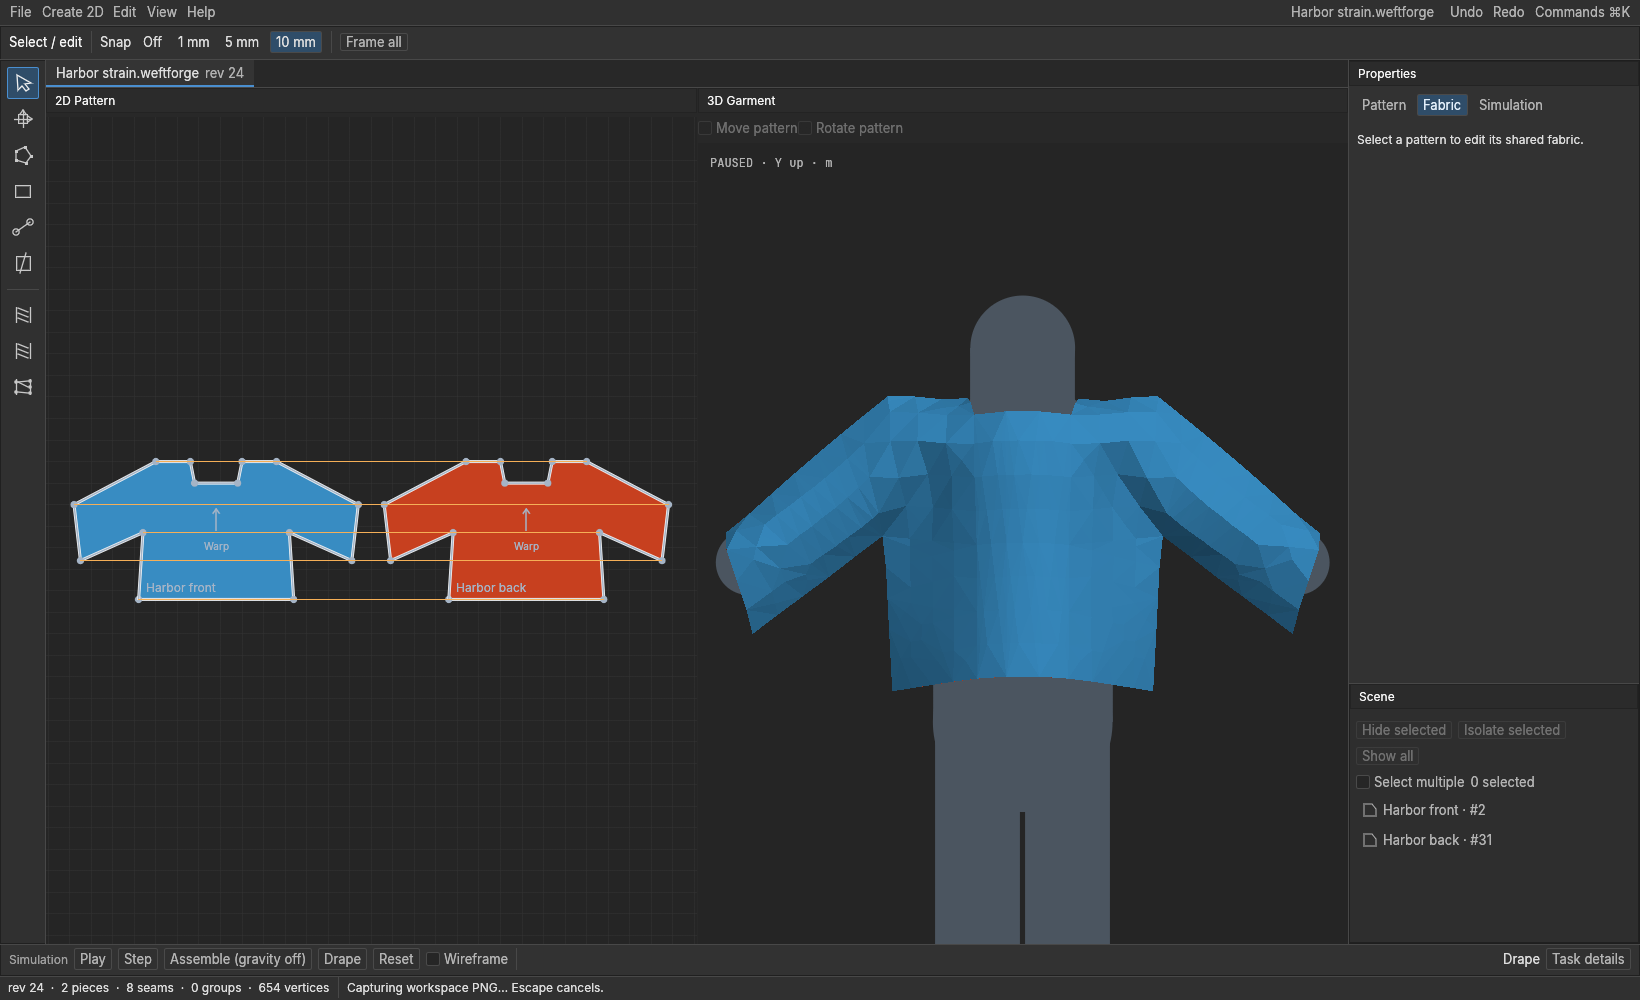 File Create 2D Edit View Help Harbor strain.weftforge Undo Redo Commands ⌘K
Select / edit Snap Off 1 mm 5 mm 10 mm Frame all
Harbor strain.weftforge rev 24
2D Pattern
3D Garment
Move pattern Rotate pattern
PAUSED · Y up · m
Warp
Harbor front
Warp
Harbor back
Properties
Pattern Fabric Simulation
Select a pattern to edit its shared fabric.
Scene
Hide selected Isolate selected
Show all
Select multiple 0 selected
Harbor front · #2
Harbor back · #31
Simulation Play Step Assemble (gravity off) Drape Reset Wireframe Drape Task details
rev 24 · 2 pieces · 8 seams · 0 groups · 654 vertices Capturing workspace PNG... Escape cancels.